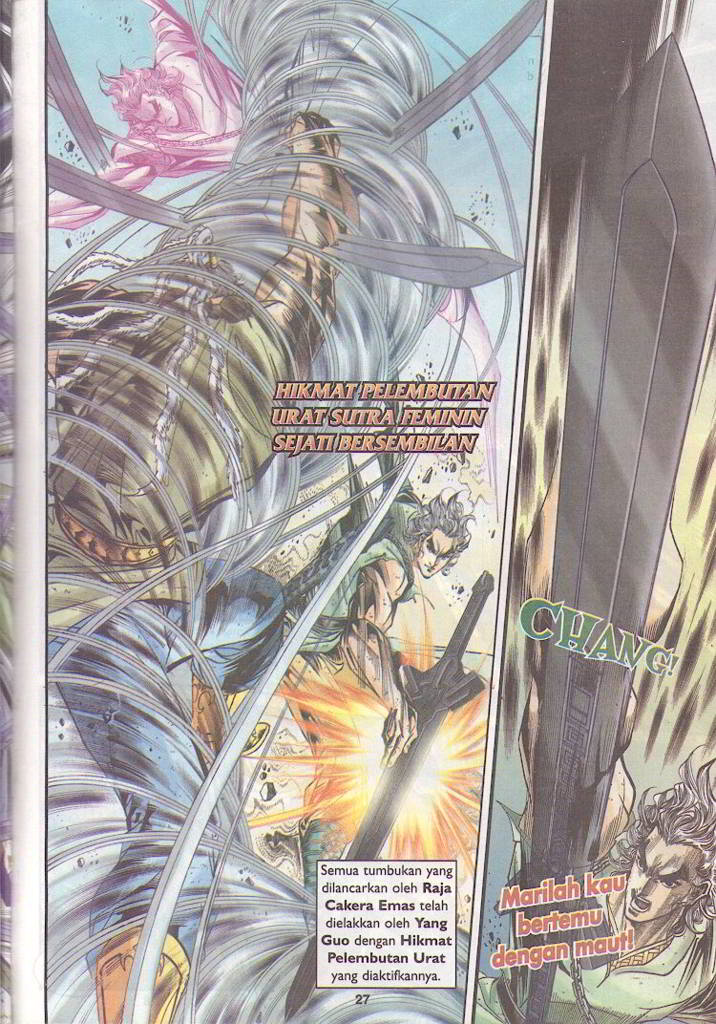 HIKMAT PELEMBUTAN
URAT SUTRA FEMININ
SEJATI BERSEMBILAN
CHANG!
Semua tumbukan yang
dilancarkan oleh Raja
Cakera Emas telah
dielakkan oleh Yang
Guo dengan Hikmat
Pelembutan Urat
yang diaktifkannya.
Marilah kau
bertemu
dengan maut!
27